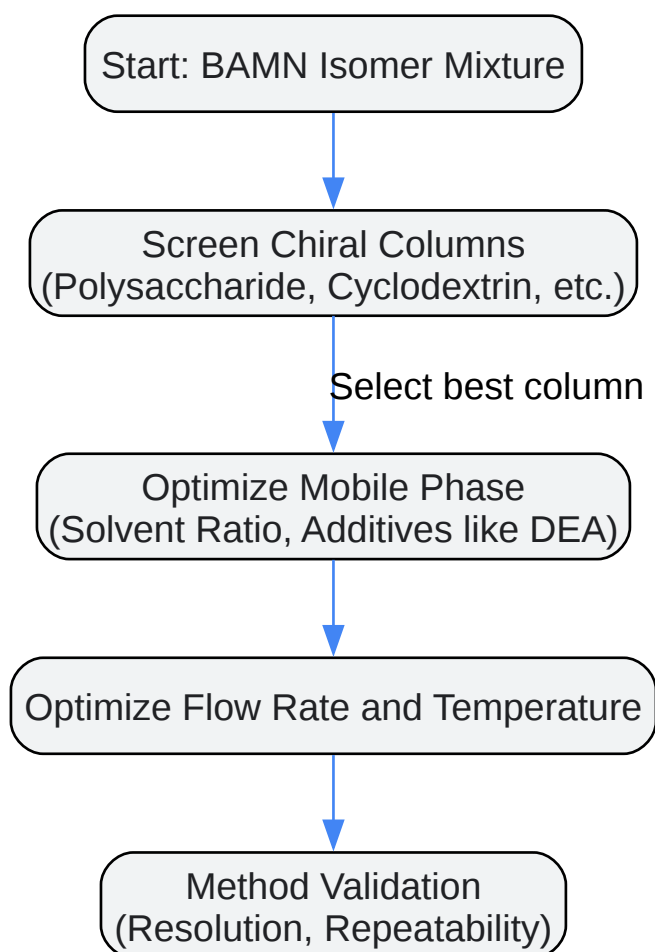 Start: BAMN Isomer Mixture
Screen Chiral Columns
(Polysaccharide, Cyclodextrin, etc.)
Select best column
Optimize Mobile Phase
(Solvent Ratio, Additives like DEA)
Optimize Flow Rate and Temperature
Method Validation
(Resolution, Repeatability)